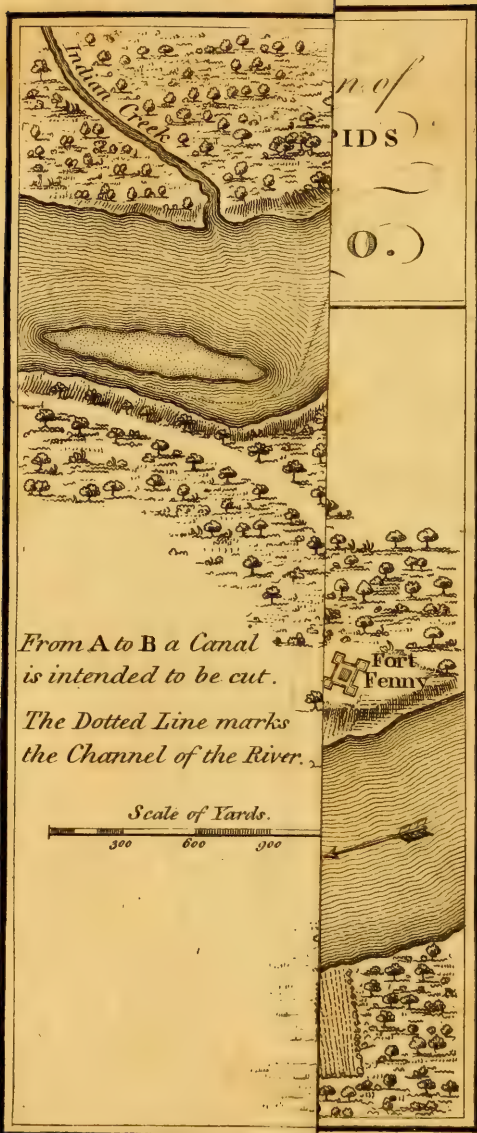 Indian Creek
n of
PIDS
O.
From A to B a Canal
is intended to be cut.
The Dotted Line marks
the Channel of the River.
Fort
Fenny
Scale of Yards.
300 600 900